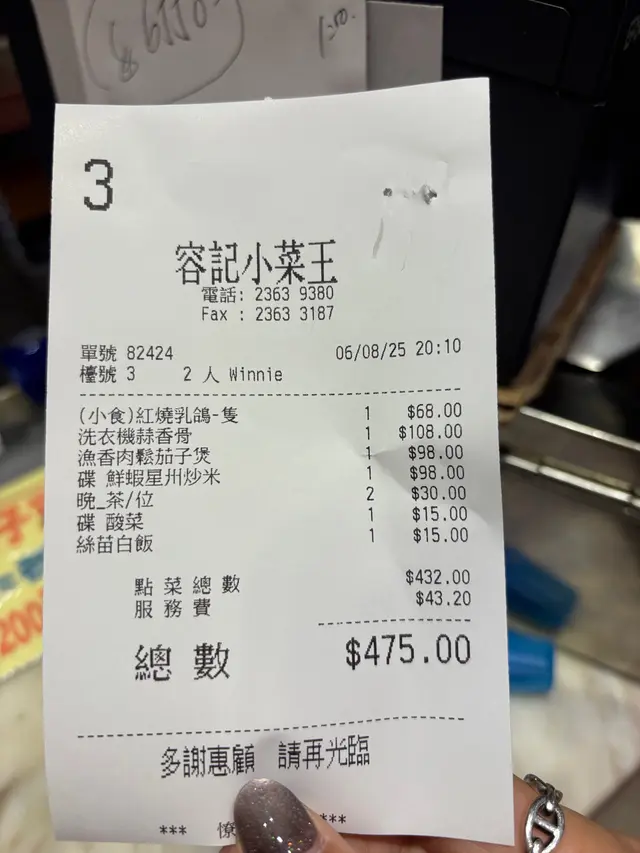 3
容記小菜王
電話: 2363 9380
Fax : 2363 3187
單號 82424 06/08/25 20:10
檯號 3 2 人 Winnie
(小食)紅燒乳鴿-隻 1 $68.00
洗衣機蒜香骨 1 $108.00
漁香肉鬆茄子煲 1 $98.00
碟 鮮蝦星州炒米 1 $98.00
晚_茶/位 2 $30.00
碟 酸菜 1 $15.00
絲苗白飯 1 $15.00
點菜總數 $432.00
服務費 $43.20
總數 $475.00
多謝惠顧 請再光臨
*** ***
200